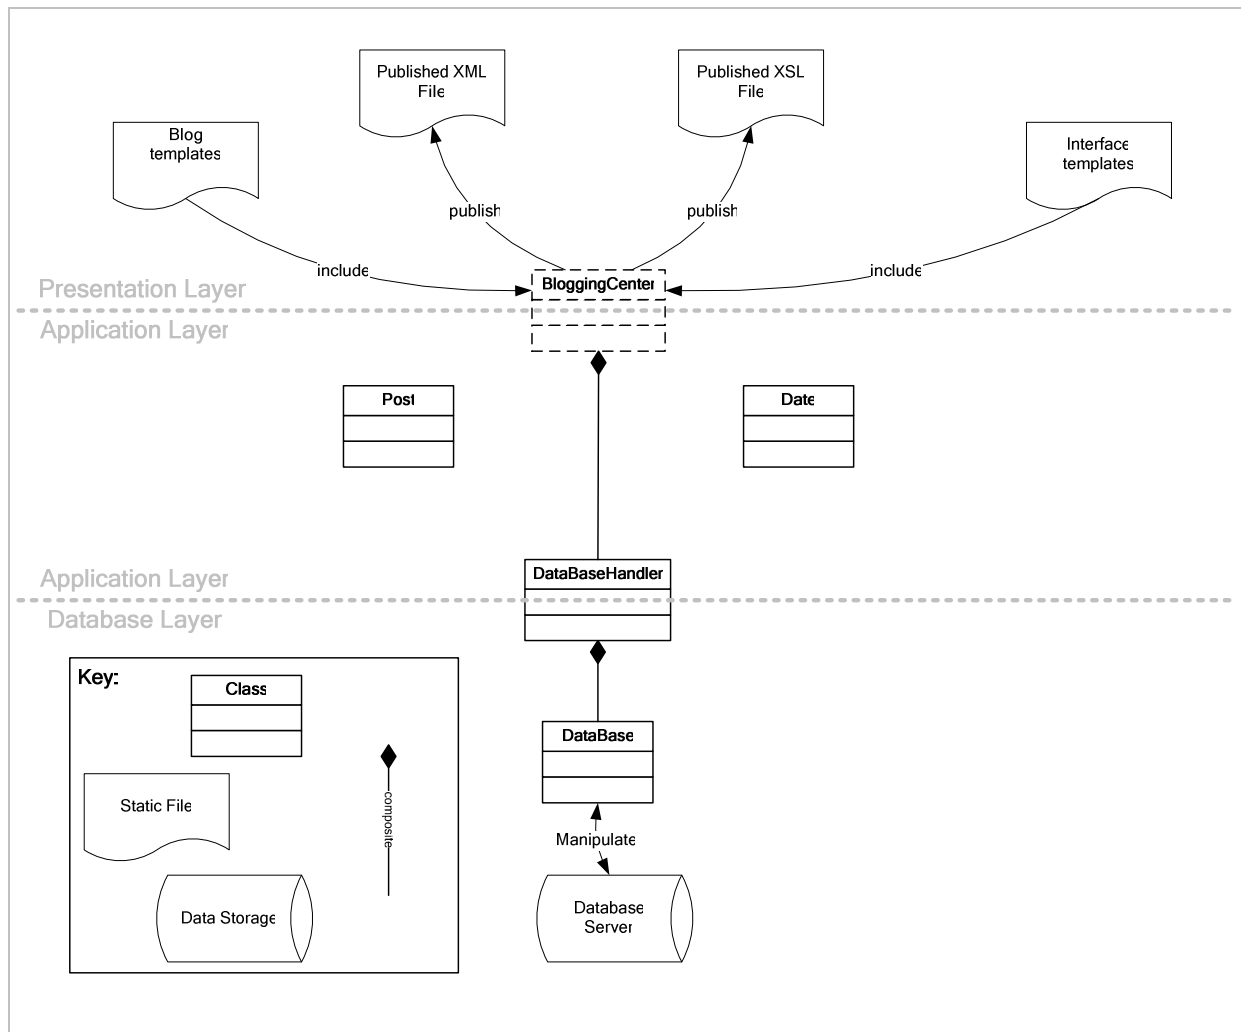 Published XML
File
Published XSL
File
Blog
templates
Interface
templates
publish
publish
include
include
BloggingCenter
Presentation Layer
Application Layer
Post
Date
DataBaseHandler
Application Layer
Database Layer
Key:
Class
Static File
composite
Data Storage
DataBase
Manipulate
Database
Server